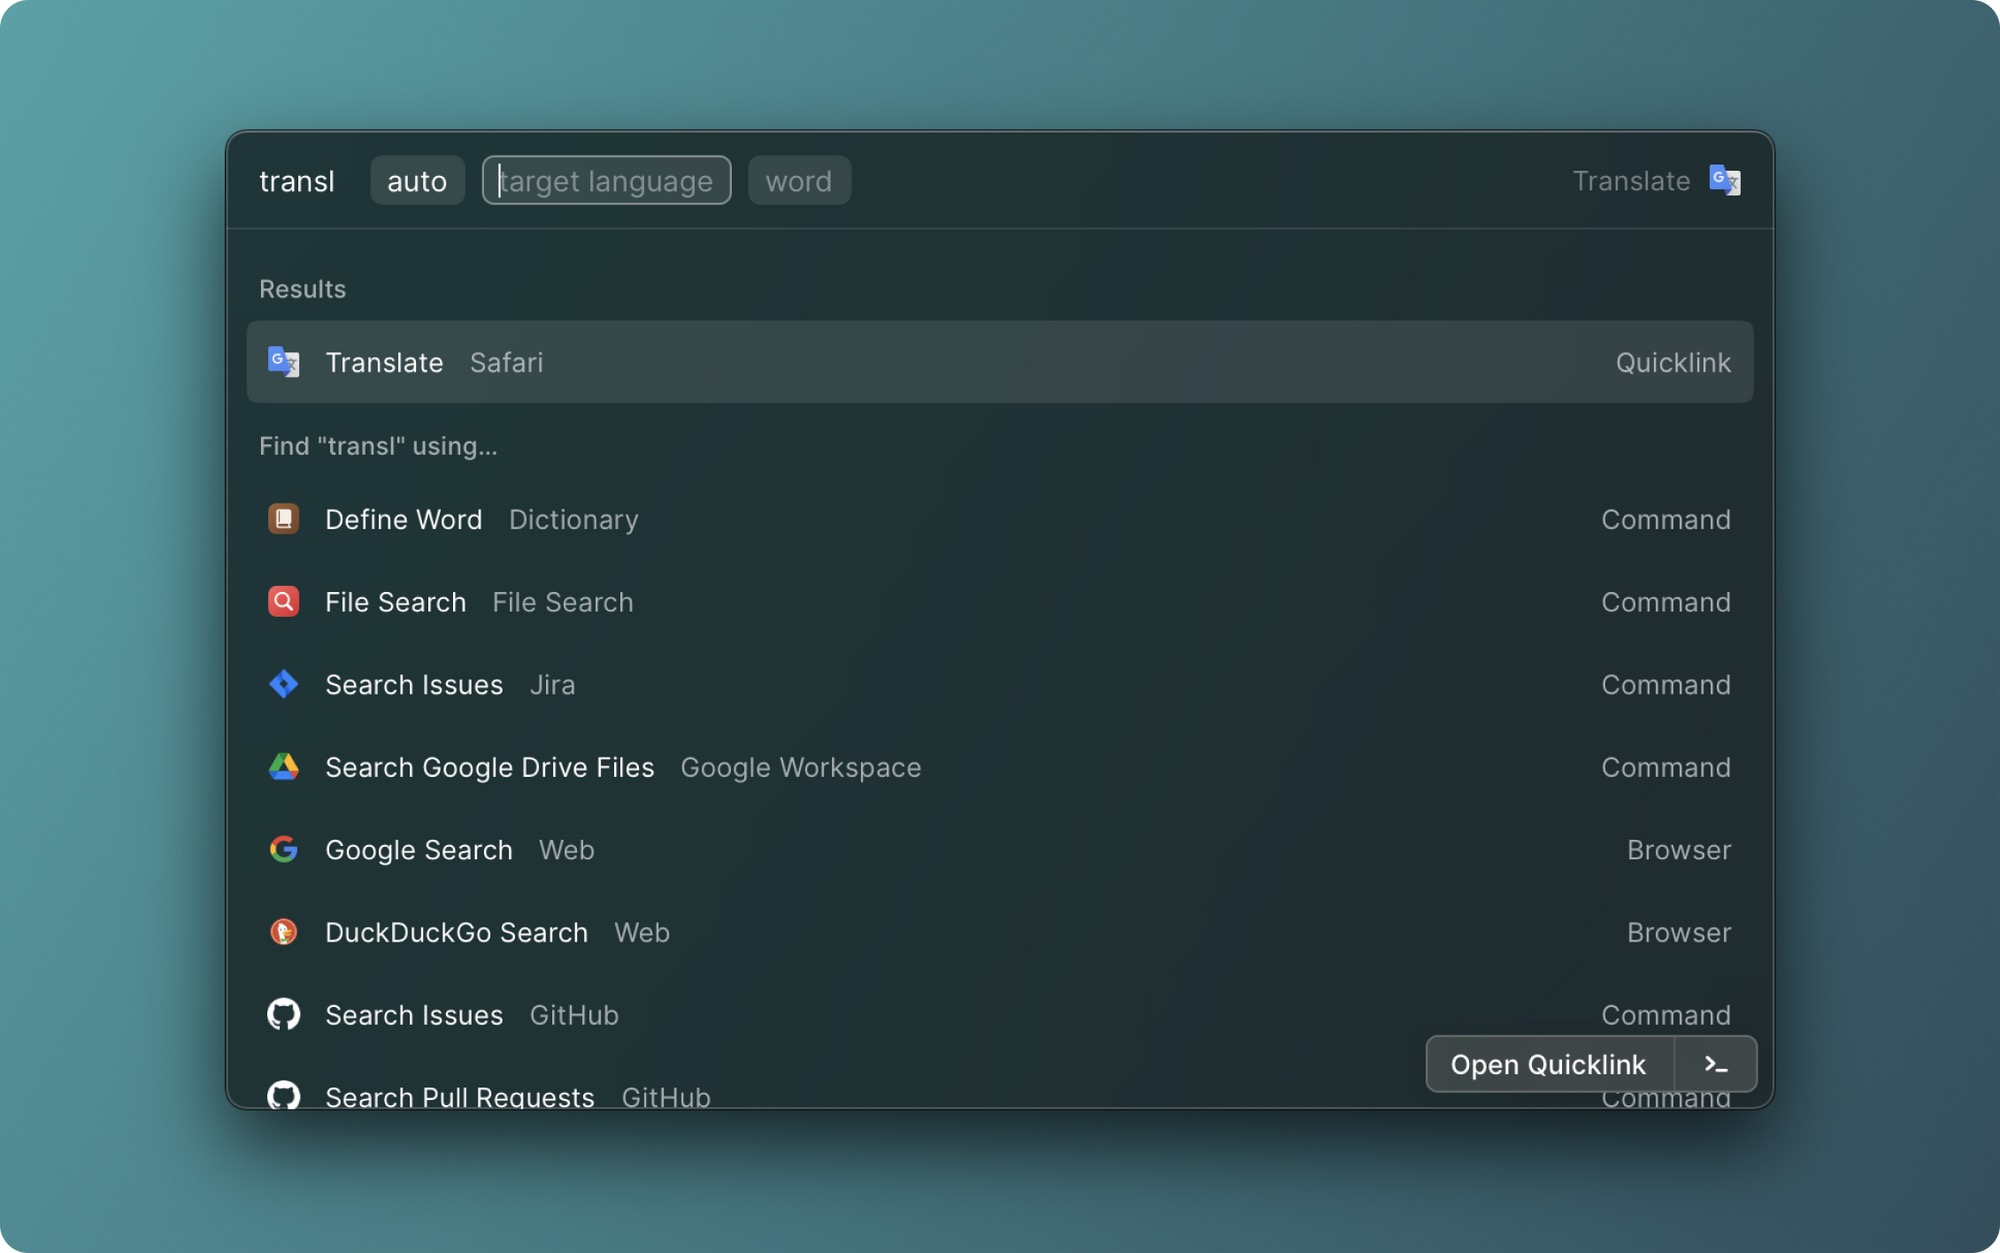 transl auto target language word Translate
Results
Translate Safari Quicklink
Find "transl" using...
Define Word Dictionary Command
File Search File Search Command
Search Issues Jira Command
Search Google Drive Files Google Workspace Command
Google Search Web Browser
DuckDuckGo Search Web Browser
Search Issues GitHub Command
Open Quicklink >_
Search Pull Requests GitHub Command